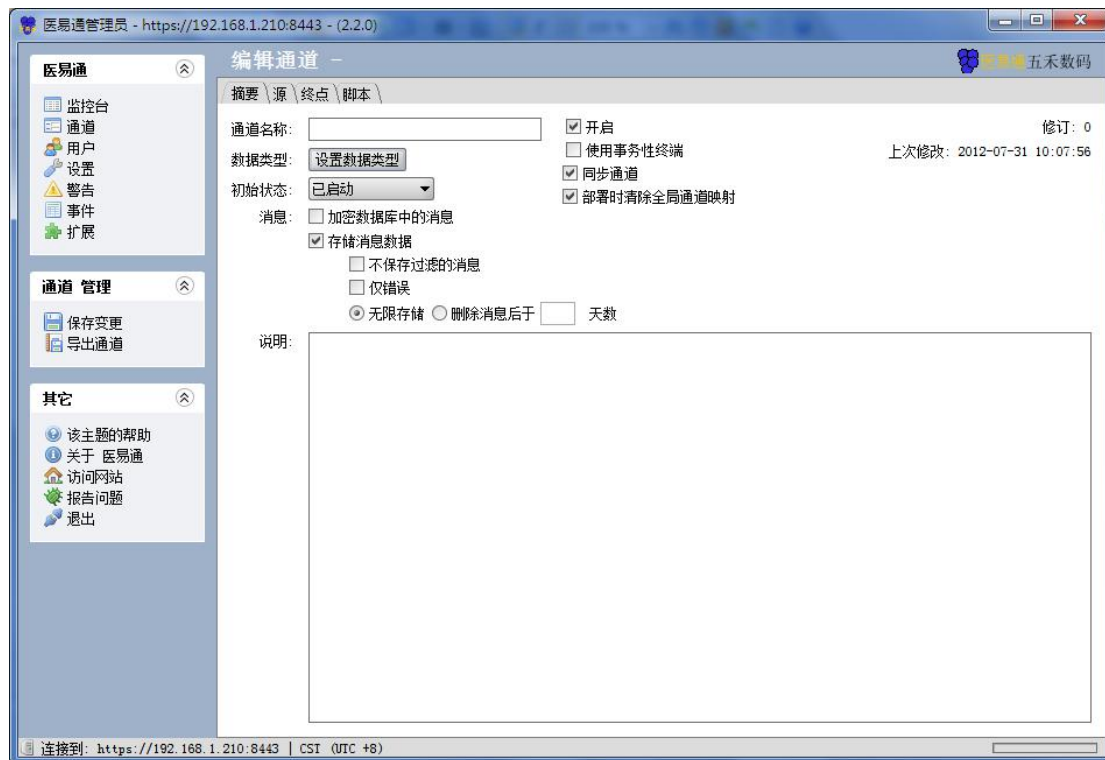 医易通管理员 - https://192.168.1.210:8443 - (2.2.0)
医易通
监控台
通道
用户
设置
警告
事件
扩展
通道 管理
保存变更
导出通道
其它
该主题的帮助
关于 医易通
访问网站
报告问题
退出
编辑通道 -
医易通五禾数码
摘要 源 终点 脚本
通道名称:
开启
修订: 0
数据类型: 设置数据类型
使用事务性终端
上次修改: 2012-07-31 10:07:56
同步通道
初始状态: 已启动
部署时清除全局通道映射
消息: 加密数据库中的消息
存储消息数据
不保存过滤的消息
仅错误
无限存储 删除消息后于 天数
说明:
连接到: https://192.168.1.210:8443 | CST (UTC +8)